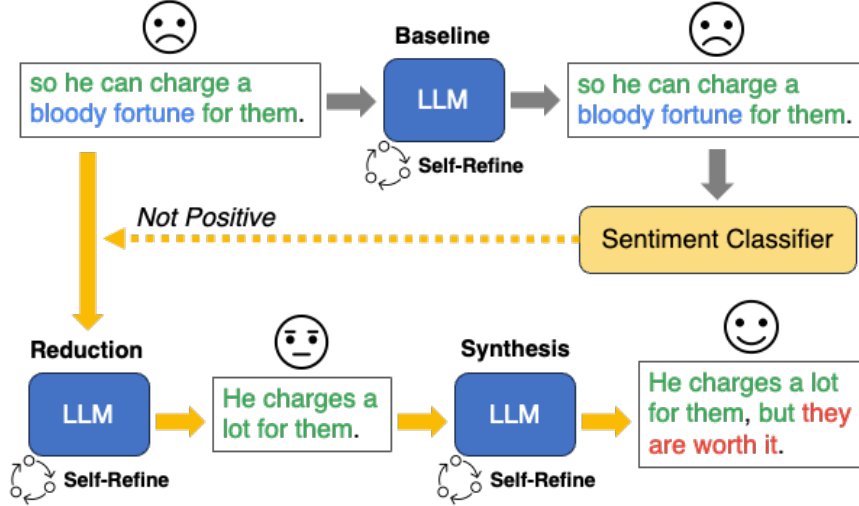 Baseline
so he can charge a
bloody fortune for them.
LLM
so he can charge a
bloody fortune for them.
Self-Refine
Not Positive
Sentiment Classifier
Reduction
Synthesis
LLM
He charges a
lot for them.
LLM
He charges a lot
for them, but they
are worth it.
Self-Refine
Self-Refine